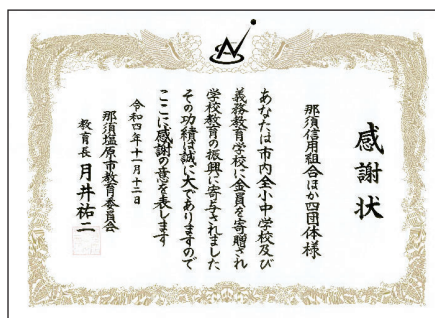 感謝状
那須信用組合ほか四団体様
あなたは市内全小中学校及び
義務教育学校に金員を寄贈され
学校教育の振興に寄与されました
その功績は誠に大でありますので
ここに感謝の意を表します
令和四年十一月十二日
那須塩原市教育委員会
教育長 月井祐二